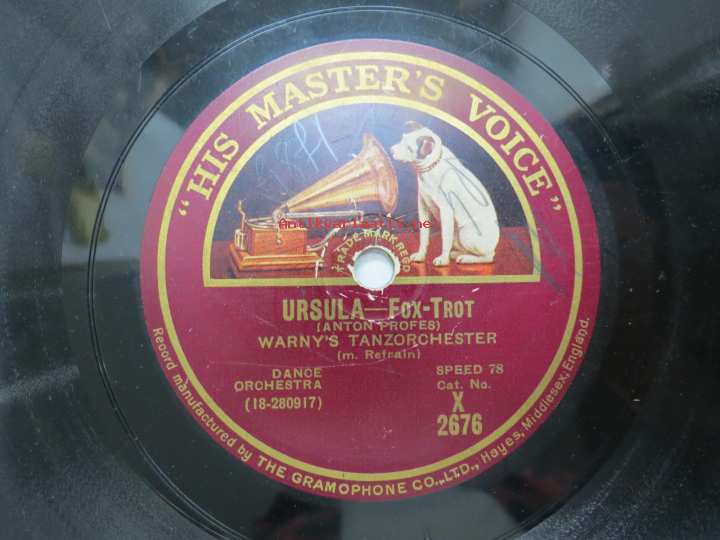 "HIS MASTER'S VOICE"
TRADE-MARK REGD
URSULA—FOX-TROT
(ANTON PROFES)
WARNY'S TANZORCHESTER
(m. Refrain)
DANCE ORCHESTRA
(18-280917)
SPEED 78
Cat. No.
X
2676
Record manufactured by THE GRAMOPHONE CO., LTD., Hayes, Middlesex, England.